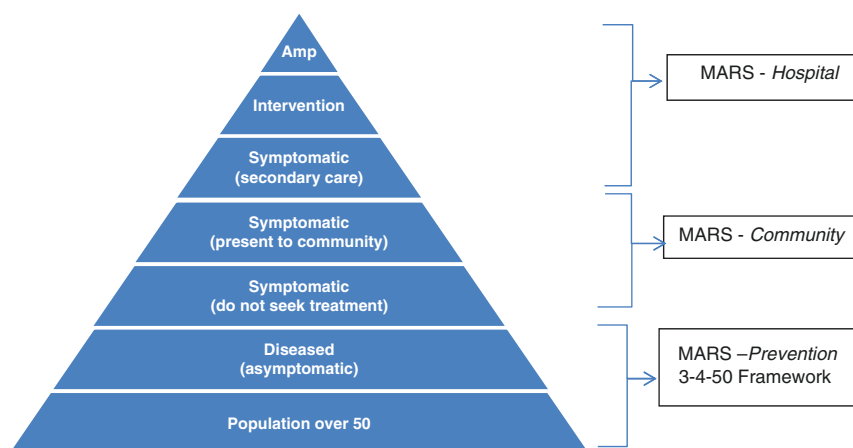 Amp
Intervention
Symptomatic
(secondary care)
Symptomatic
(present to community)
Symptomatic
(do not seek treatment)
Diseased
(asymptomatic)
Population over 50
MARS - Hospital
MARS - Community
MARS –Prevention
3-4-50 Framework